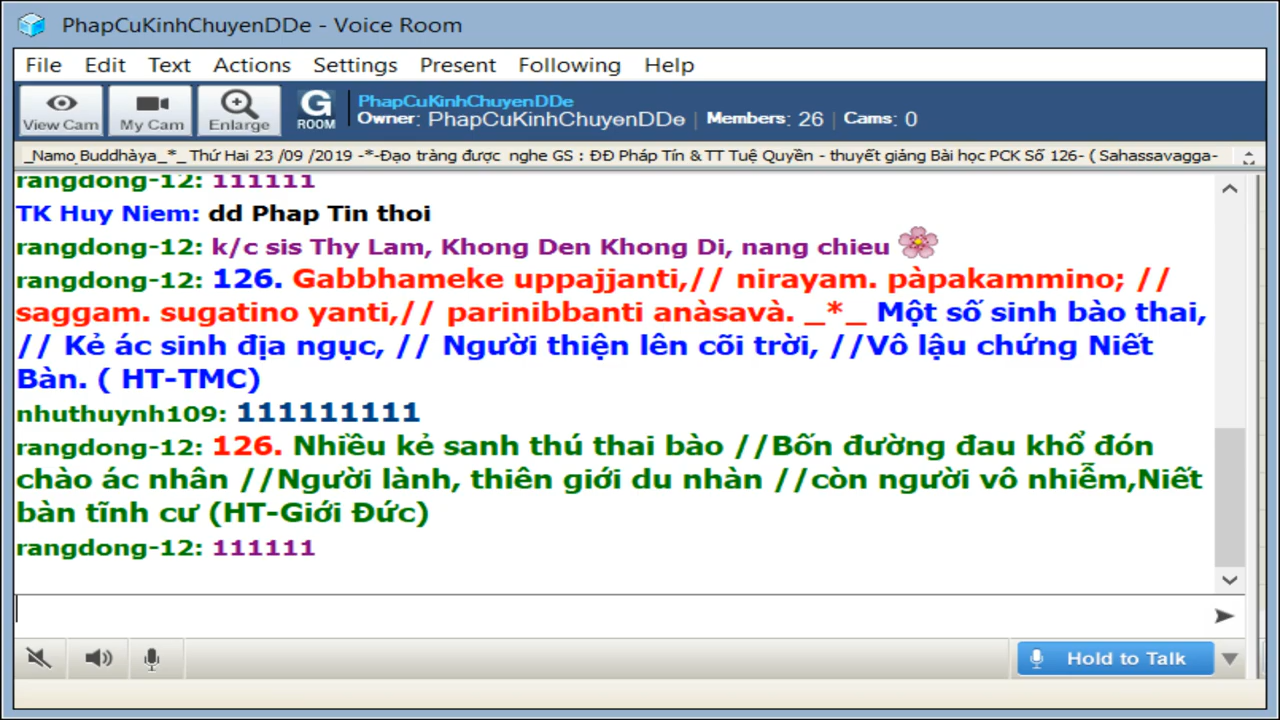 PhapCuKinhChuyenDDe - Voice Room
File Edit Text Actions Settings Present Following Help
View Cam My Cam Enlarge G ROOM
PhapCuKinhChuyenDDe
Owner: PhapCuKinhChuyenDDe | Members: 26 | Cams: 0
_Namo Buddhàya_*_ Thứ Hai 23 /09 /2019 -*-Đạo tràng được nghe GS : ĐĐ Pháp Tín & TT Tuệ Quyền - thuyết giảng Bài học PCK Số 126- ( Sahassavagga-
rangdong-12: 111111
TK Huy Niem: dd Phap Tin thoi
rangdong-12: k/c sis Thy Lam, Khong Den Khong Di, nang chieu
rangdong-12: 126. Gabbhameke uppajjanti,// nirayam. pàpakammino; //
saggam. sugatino yanti,// parinibbanti anàsavà. _*_ Một số sinh bào thai,
// Kẻ ác sinh địa ngục, // Người thiện lên cõi trời, //Vô lậu chứng Niết
Bàn. ( HT-TMC)
nhuthuynh109: 111111111
rangdong-12: 126. Nhiều kẻ sanh thú thai bào //Bốn đường đau khổ đón
chào ác nhân //Người lành, thiên giới du nhàn //còn người vô nhiễm,Niết
bàn tĩnh cư (HT-Giới Đức)
rangdong-12: 111111
Hold to Talk